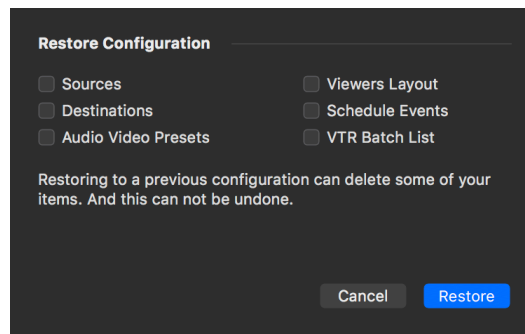 Restore Configuration
Sources
Viewers Layout
Destinations
Schedule Events
Audio Video Presets
VTR Batch List
Restoring to a previous configuration can delete some of your
items. And this can not be undone.
Cancel
Restore